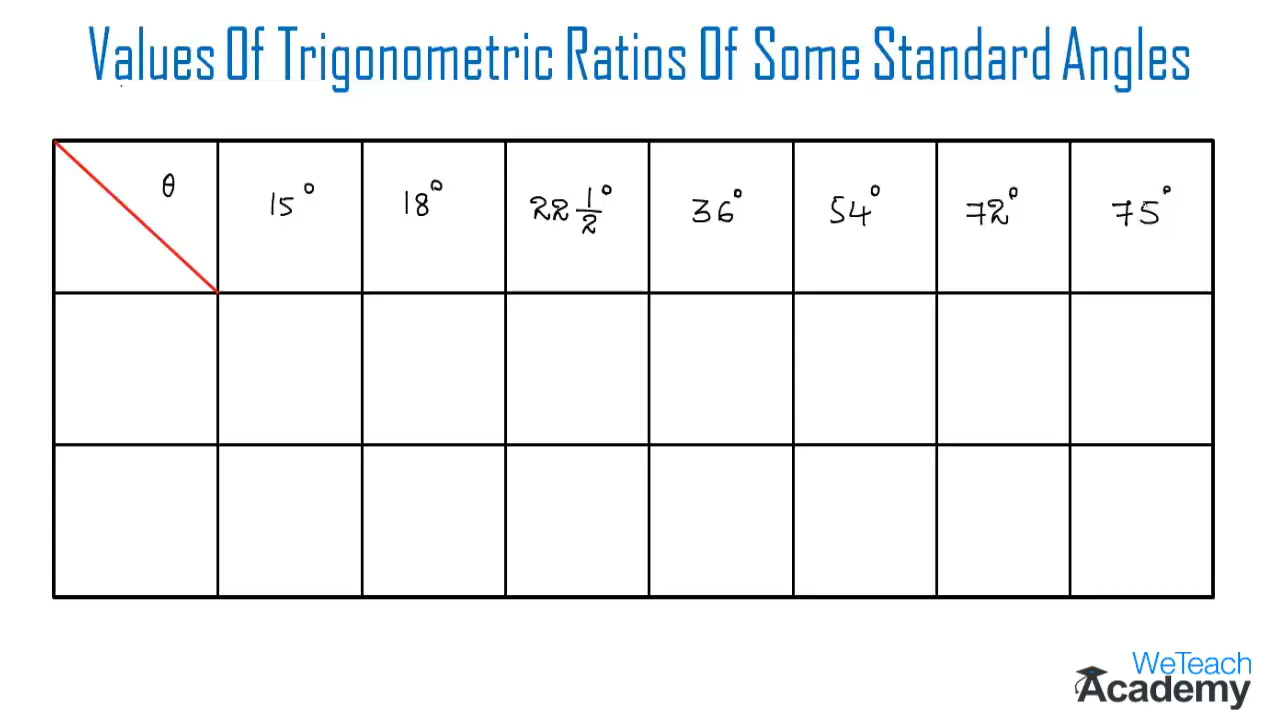 Values Of Trigonometric Ratios Of Some Standard Angles
θ 15° 18° 22 1/2° 36° 54° 72° 75°
WeTeach
Academy